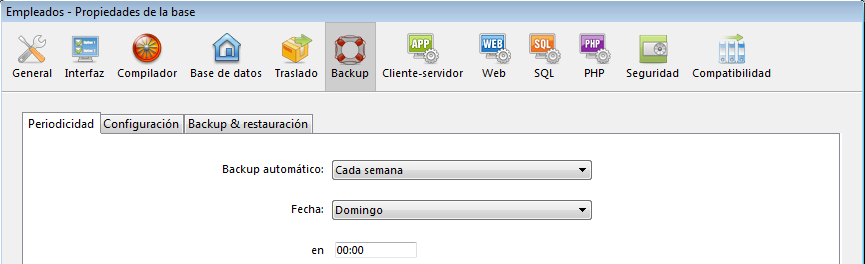 Empleados - Propiedades de la base
APP WEB SQL PHP
General Interfaz Compilador Base de datos Traslado Backup Cliente-servidor Web SQL PHP Seguridad Compatibilidad
Periodicidad Configuración Backup & restauración
Backup automático: Cada semana
Fecha: Domingo
en 00:00